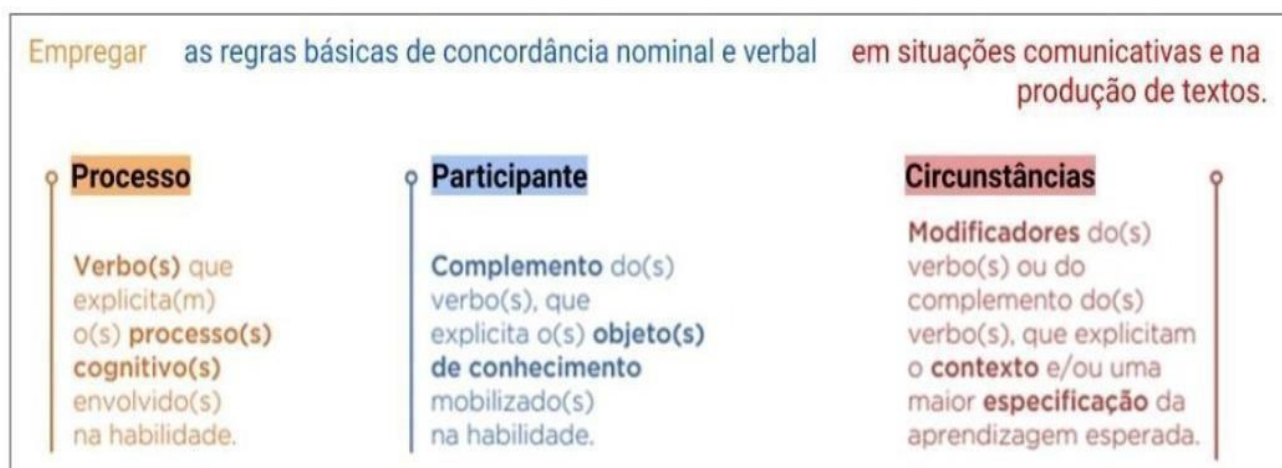 Empregar as regras básicas de concordância nominal e verbal em situações comunicativas e na
produção de textos.
Processo
Verbo(s) que
explicita(m)
o(s) processo(s)
cognitivo(s)
envolvido(s)
na habilidade.
Participante
Complemento do(s)
verbo(s), que
explicita o(s) objeto(s)
de conhecimento
mobilizado(s)
na habilidade.
Circunstâncias
Modificadores do(s)
verbo(s) ou do
complemento do(s)
verbo(s), que explicitam
o contexto e/ou uma
maior especificação da
aprendizagem esperada.